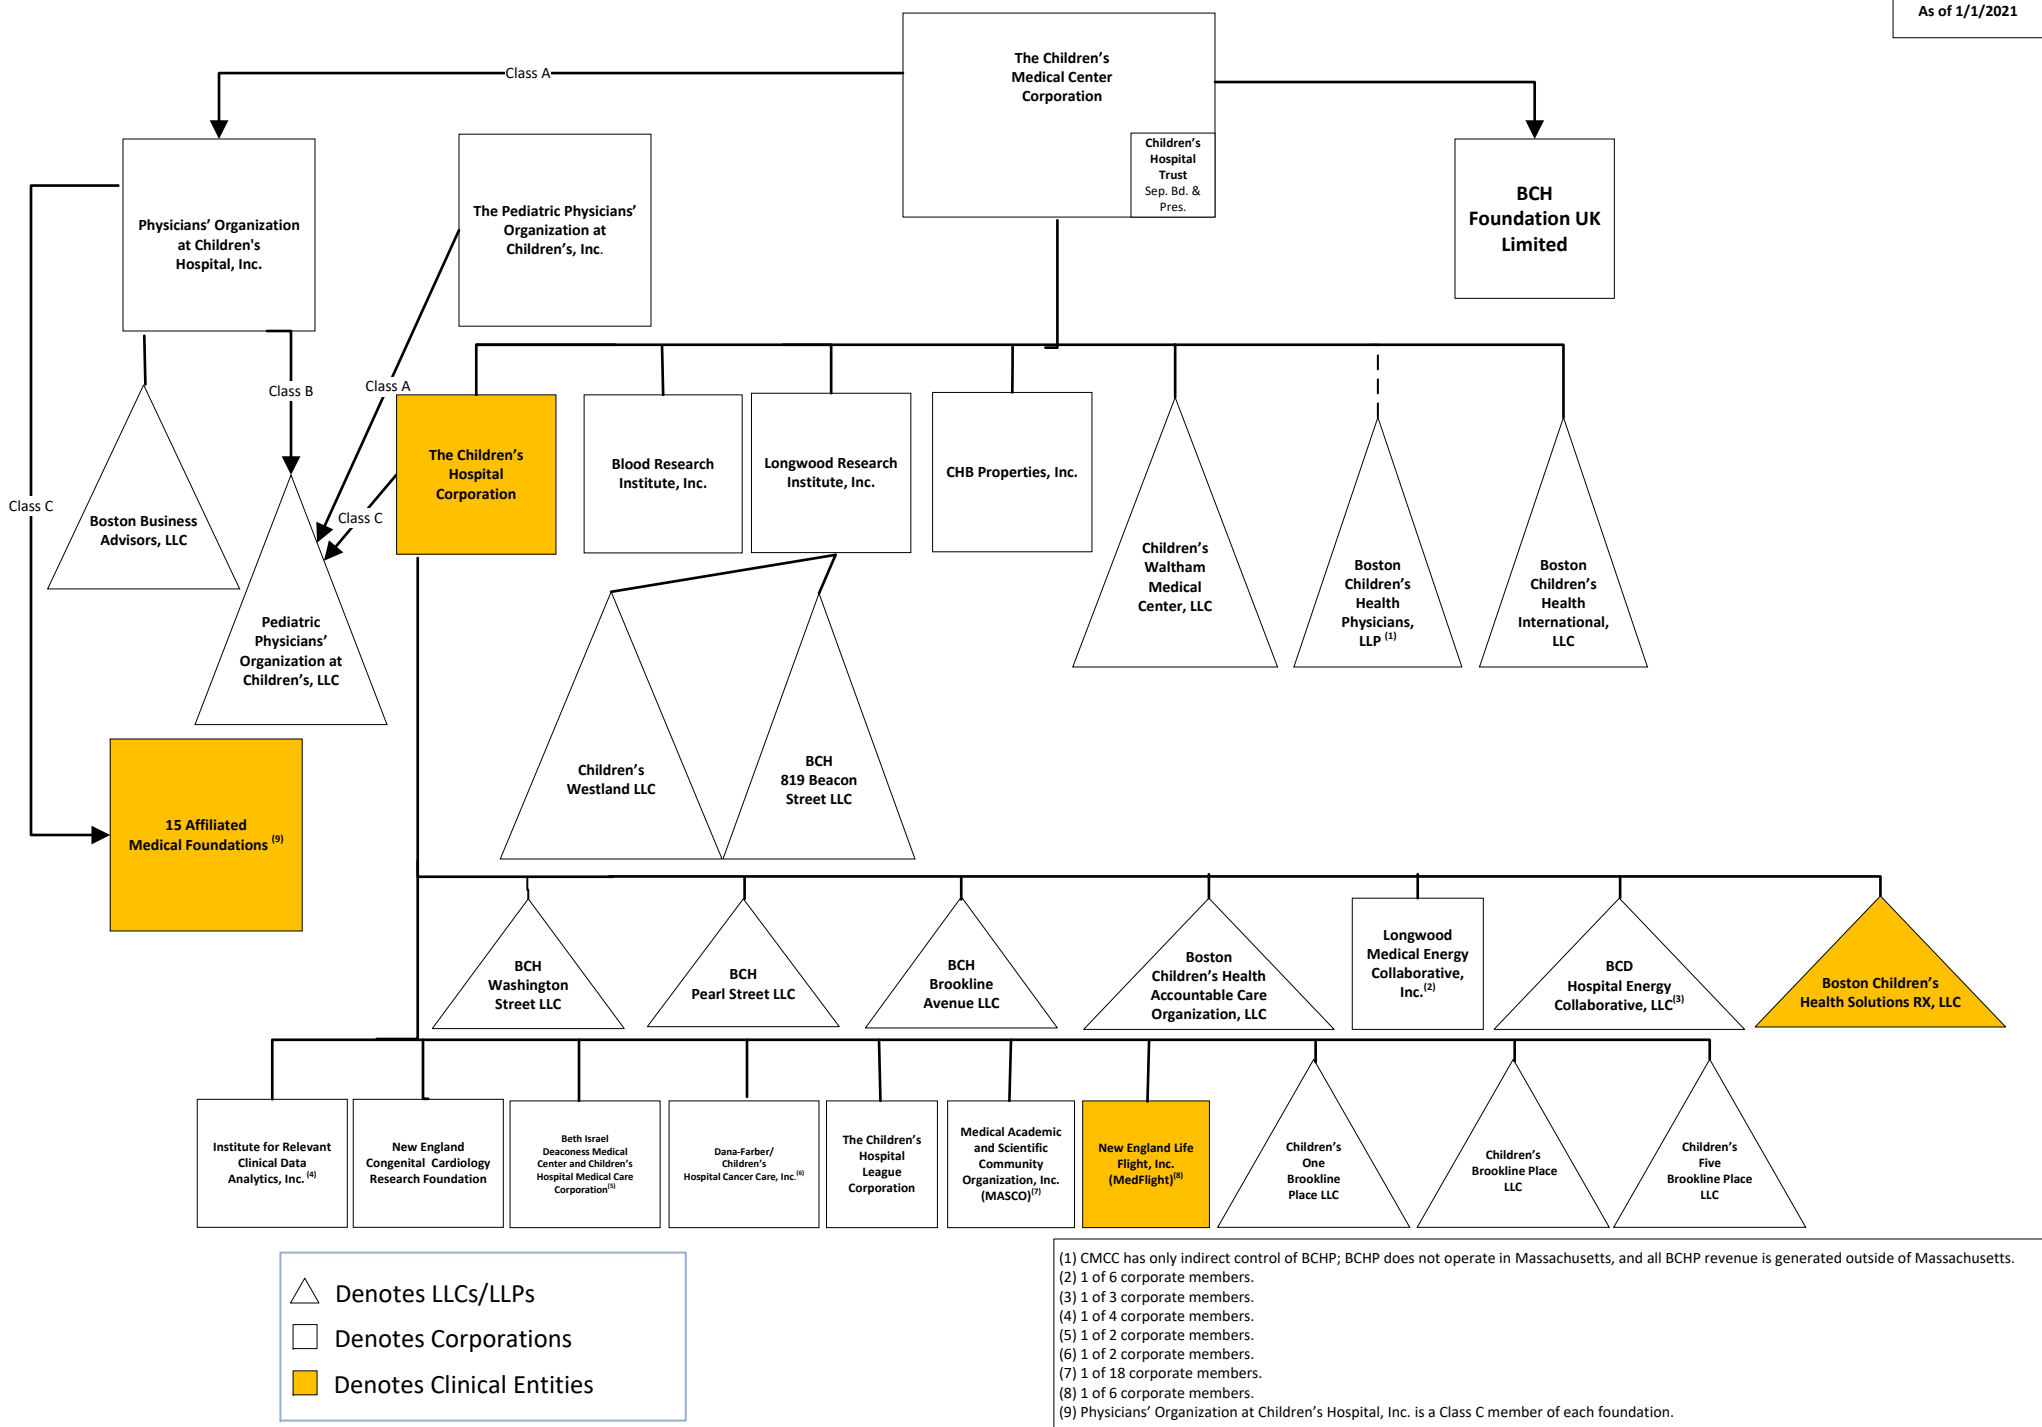 As of 1/1/2021
The Children's
Medical Center
Corporation
Children's
Hospital
Trust
Sep. Bd. &
Pres.
Class A
Physicians' Organization
at Children's
Hospital, Inc.
The Pediatric Physicians'
Organization at
Children's, Inc.
BCH
Foundation UK
Limited
Class B
Class A
Class C
Class C
Boston Business
Advisors, LLC
Pediatric
Physicians'
Organization at
Children's, LLC
The Children's
Hospital
Corporation
Blood Research
Institute, Inc.
Longwood Research
Institute, Inc.
CHB Properties, Inc.
Children's
Waltham
Medical
Center, LLC
Boston
Children's
Health
Physicians,
LLP (1)
Boston
Children's
Health
International,
LLC
Children's
Westland LLC
BCH
819 Beacon
Street LLC
15 Affiliated
Medical Foundations (9)
BCH
Washington
Street LLC
BCH
Pearl Street LLC
BCH
Brookline
Avenue LLC
Boston
Children's Health
Accountable Care
Organization, LLC
Longwood
Medical Energy
Collaborative,
Inc.(2)
BCD
Hospital Energy
Collaborative, LLC(3)
Boston Children's
Health Solutions RX, LLC
Institute for Relevant
Clinical Data
Analytics, Inc. (4)
New England
Congenital Cardiology
Research Foundation
Beth Israel
Deaconess Medical
Center and Children's
Hospital Medical Care
Corporation(5)
Dana-Farber/
Children's
Hospital Cancer Care, Inc.(6)
The Children's
Hospital
League
Corporation
Medical Academic
and Scientific
Community
Organization, Inc.
(MASCO)(7)
New England Life
Flight, Inc.
(MedFlight)(8)
Children's
One
Brookline
Place LLC
Children's
Brookline Place
LLC
Children's
Five
Brookline Place
LLC
Denotes LLCs/LLPs
Denotes Corporations
Denotes Clinical Entities
(1) CMCC has only indirect control of BCHP; BCHP does not operate in Massachusetts, and all BCHP revenue is generated outside of Massachusetts.
(2) 1 of 6 corporate members.
(3) 1 of 3 corporate members.
(4) 1 of 4 corporate members.
(5) 1 of 2 corporate members.
(6) 1 of 2 corporate members.
(7) 1 of 18 corporate members.
(8) 1 of 6 corporate members.
(9) Physicians' Organization at Children's Hospital, Inc. is a Class C member of each foundation.